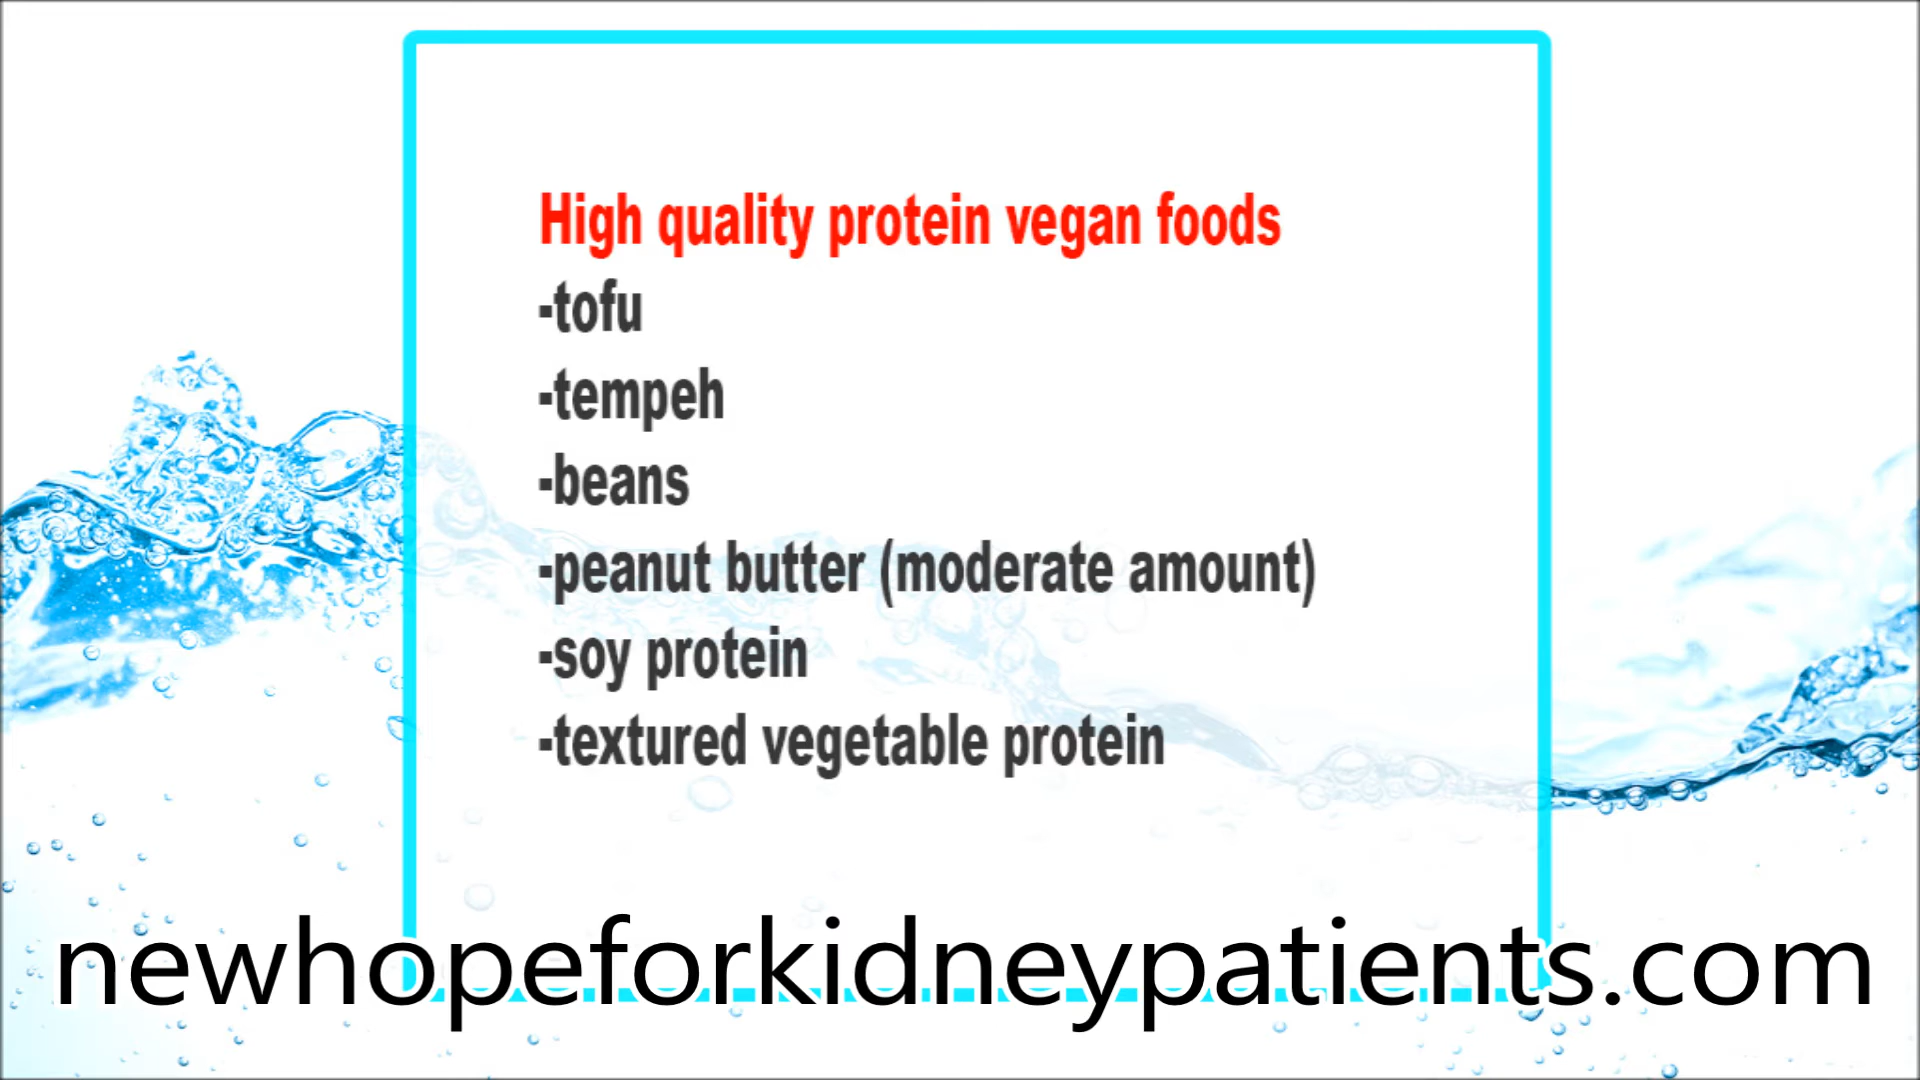 High quality protein vegan foods
-tofu
-tempeh
-beans
-peanut butter (moderate amount)
-soy protein
-textured vegetable protein
newhopeforkidneypatients.com